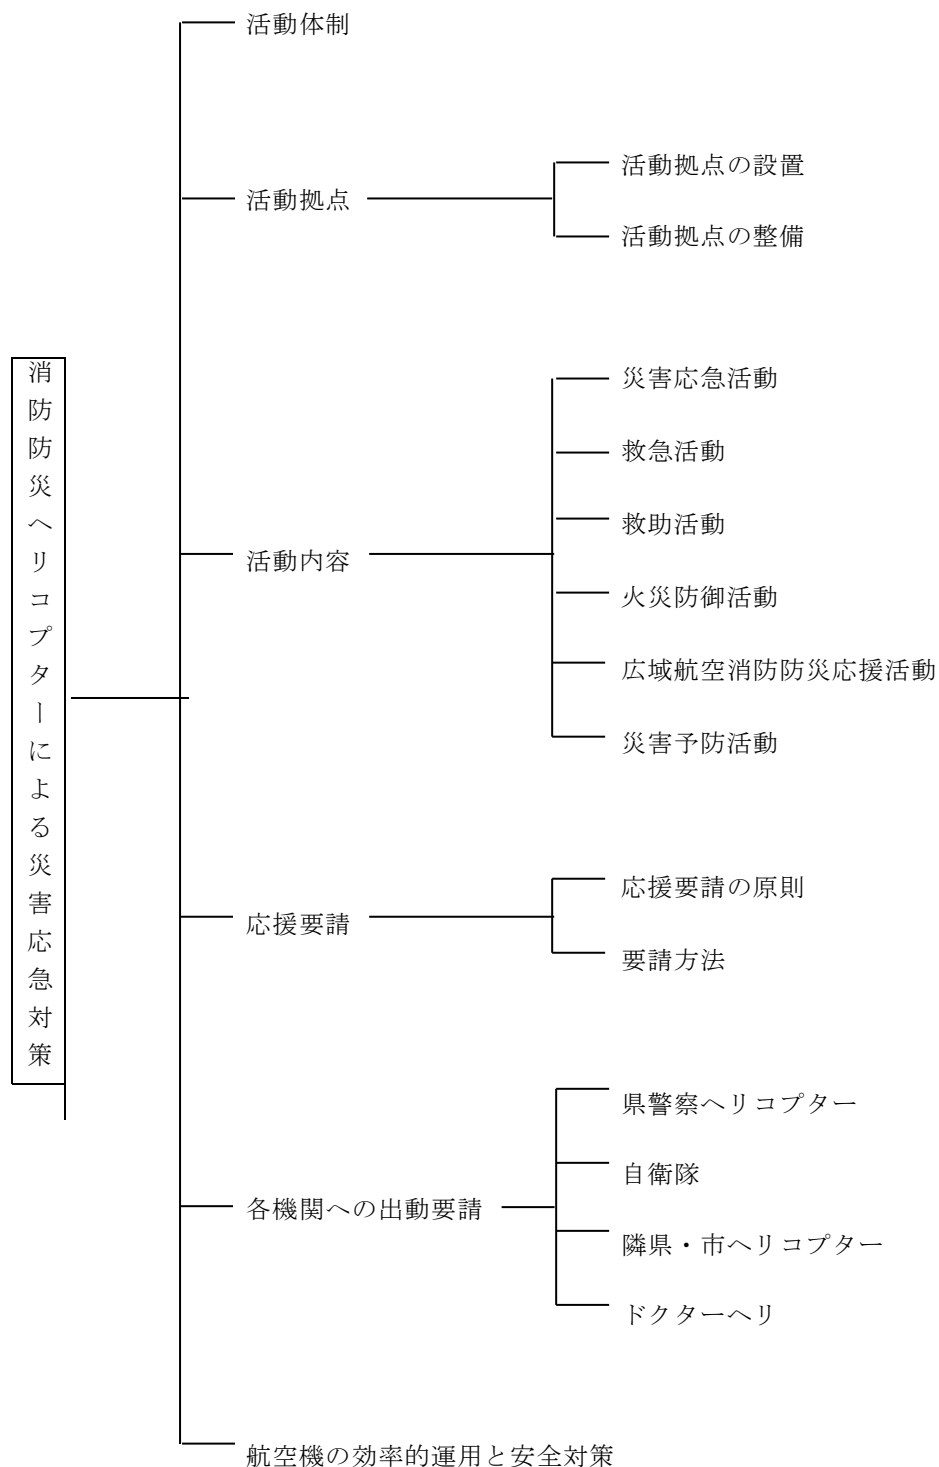 消防防災ヘリコプターによる災害応急対策
活動体制
活動拠点
活動拠点の設置
活動拠点の整備
活動内容
災害応急活動
救急活動
救助活動
火災防御活動
広域航空消防防災応援活動
災害予防活動
応援要請
応援要請の原則
要請方法
各機関への出動要請
県警察ヘリコプター
自衛隊
隣県・市ヘリコプター
ドクターヘリ
航空機の効率的運用と安全対策